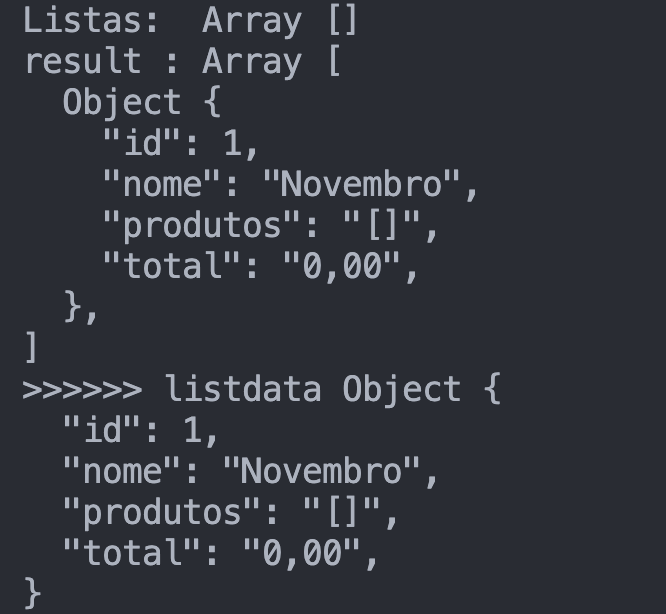 Listas:  Array []
result : Array [
  Object {
    "id": 1,
    "nome": "Novembro",
    "produtos": "[]",
    "total": "0,00",
  },
]
>>>>>> listdata Object {
  "id": 1,
  "nome": "Novembro",
  "produtos": "[]",
  "total": "0,00",
}